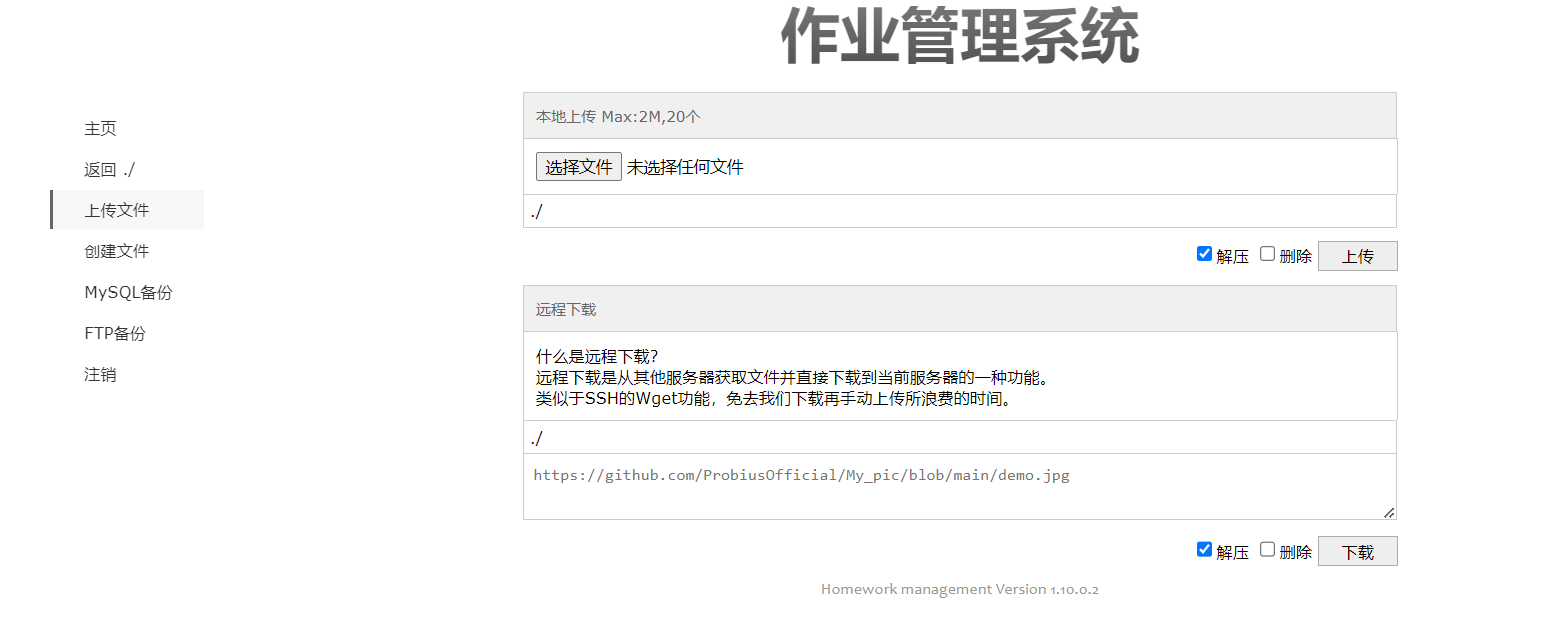 作业管理系统
主页
返回 ./
上传文件
创建文件
MySQL备份
FTP备份
注销
本地上传 Max:2M,20个
选择文件 未选择任何文件
./
解压 删除 上传
远程下载
什么是远程下载?
远程下载是从其他服务器获取文件并直接下载到当前服务器的一种功能。
类似于SSH的Wget功能，免去我们下载再手动上传所浪费的时间。
./
https://github.com/ProbiusOfficial/My_pic/blob/main/demo.jpg
解压 删除 下载
Homework management Version 1.10.0.2